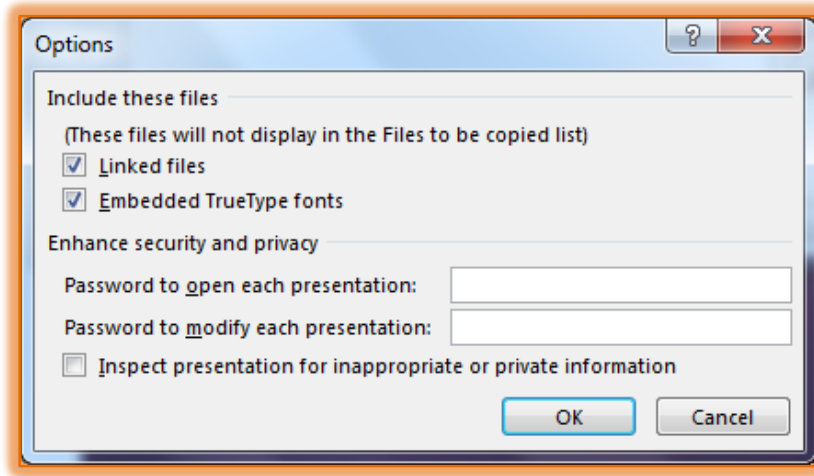 Options
Include these files
(These files will not display in the Files to be copied list)
Linked files
Embedded TrueType fonts
Enhance security and privacy
Password to open each presentation:
Password to modify each presentation:
Inspect presentation for inappropriate or private information
OK Cancel